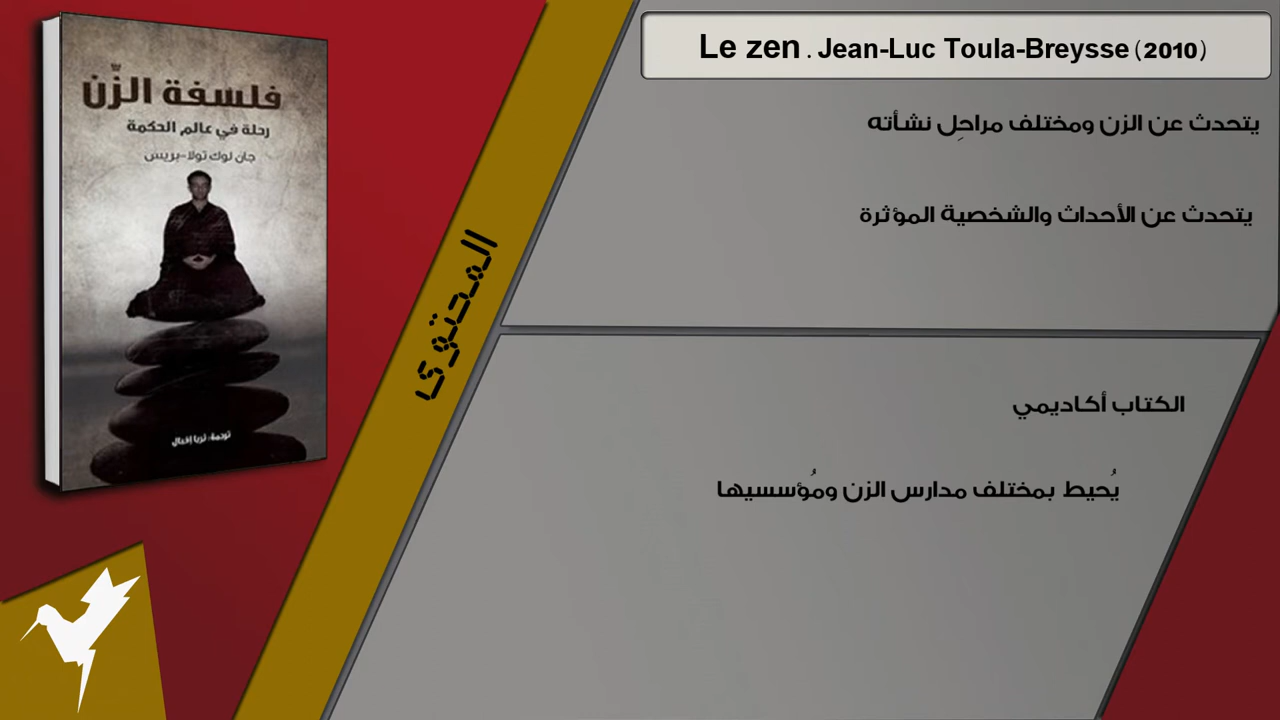 Le zen . Jean-Luc Toula-Breysse (2010)
يتحدث عن الزن ومختلف مراحِل نشأته
يتحدث عن الأحداث والشخصية المؤثرة
المحتوى
الكتاب أكاديمي
يُحيط بمختلف مدارس الزن ومُؤسسيها
فلسفة الزّن
رحلة في عالم الحكمة
جان لوك تولا-بريس
ترجمة: ثريا إقبال